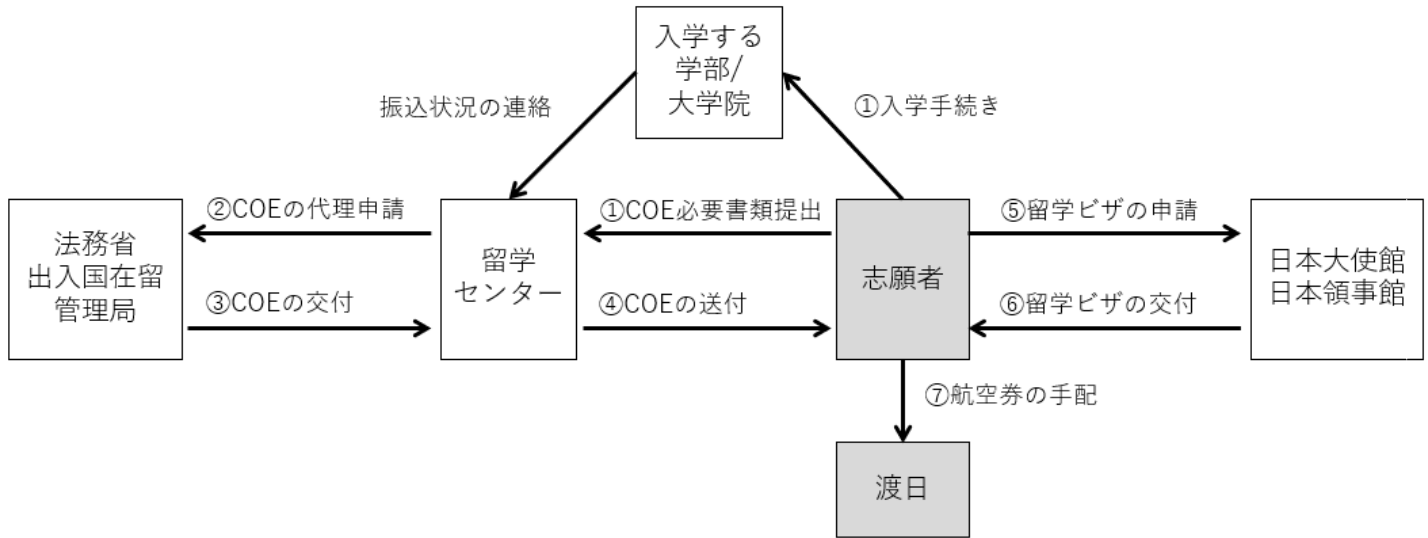 入学する
学部/
大学院
振込状況の連絡
①入学手続き
②COEの代理申請
①COE必要書類提出
⑤留学ビザの申請
法務省
出入国在留
管理局
留学
センター
志願者
日本大使館
日本領事館
③COEの交付
④COEの送付
⑥留学ビザの交付
⑦航空券の手配
渡日